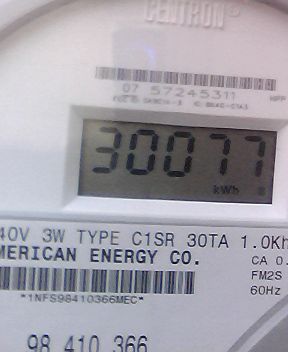 CENTRON®
07 57245311
30077
kWh
40V 3W TYPE C1SR 30TA 1.0Kh
MERICAN ENERGY CO.
CA 0.
FM2S
*1NFS98410366MEC*
60Hz
98 410 366